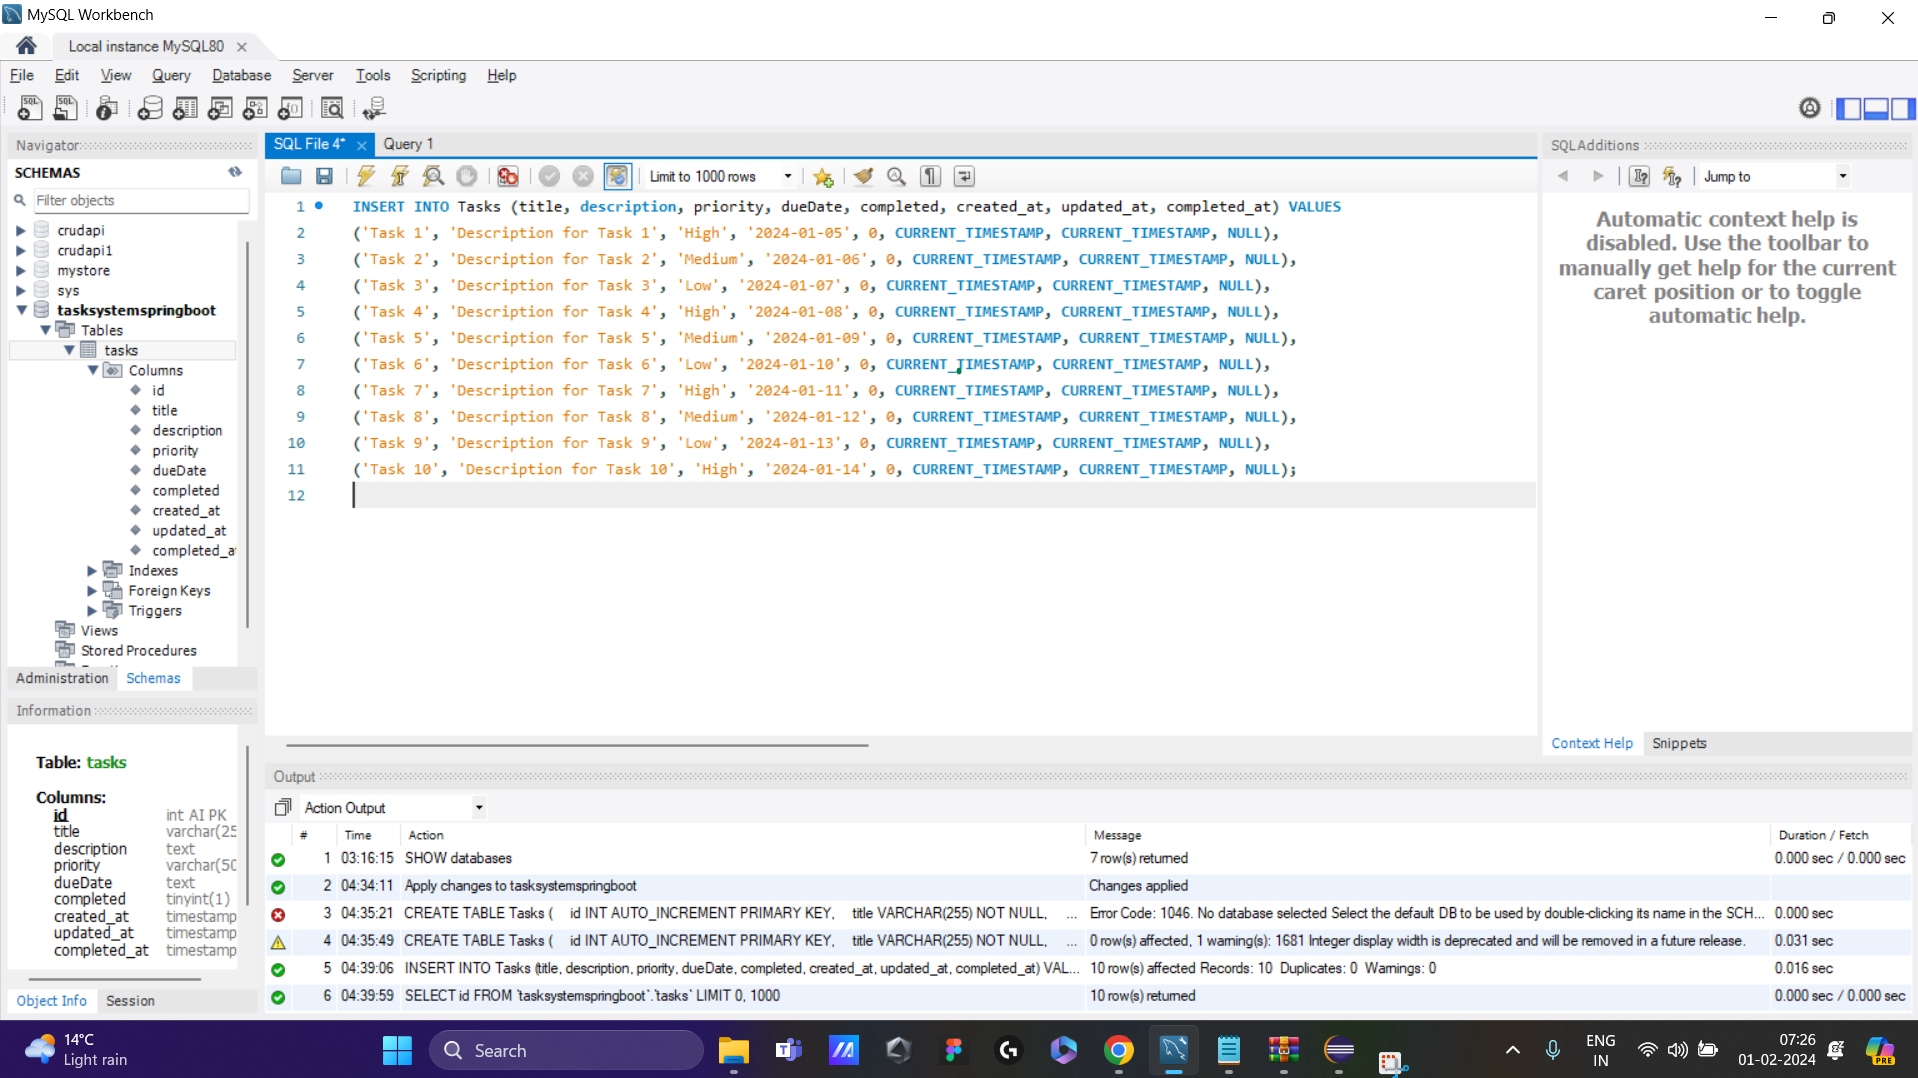 MySQL Workbench
Local instance MySQL80
File Edit View Query Database Server Tools Scripting Help
Navigator
SCHEMAS
Filter objects
crudapi
crudapi1
mystore
sys
tasksystemspringboot
Tables
tasks
Columns
id
title
description
priority
dueDate
completed
created_at
updated_at
completed_a
Indexes
Foreign Keys
Triggers
Views
Stored Procedures
Administration Schemas
Information
Table: tasks
Columns:
id int AI PK
title varchar(25
description text
priority varchar(50
dueDate text
completed tinyint(1)
created_at timestamp
updated_at timestamp
completed_at timestamp
Object Info Session
SQL File 4* Query 1
Limit to 1000 rows
1 INSERT INTO Tasks (title, description, priority, dueDate, completed, created_at, updated_at, completed_at) VALUES
2 ('Task 1', 'Description for Task 1', 'High', '2024-01-05', 0, CURRENT_TIMESTAMP, CURRENT_TIMESTAMP, NULL),
3 ('Task 2', 'Description for Task 2', 'Medium', '2024-01-06', 0, CURRENT_TIMESTAMP, CURRENT_TIMESTAMP, NULL),
4 ('Task 3', 'Description for Task 3', 'Low', '2024-01-07', 0, CURRENT_TIMESTAMP, CURRENT_TIMESTAMP, NULL),
5 ('Task 4', 'Description for Task 4', 'High', '2024-01-08', 0, CURRENT_TIMESTAMP, CURRENT_TIMESTAMP, NULL),
6 ('Task 5', 'Description for Task 5', 'Medium', '2024-01-09', 0, CURRENT_TIMESTAMP, CURRENT_TIMESTAMP, NULL),
7 ('Task 6', 'Description for Task 6', 'Low', '2024-01-10', 0, CURRENT_TIMESTAMP, CURRENT_TIMESTAMP, NULL),
8 ('Task 7', 'Description for Task 7', 'High', '2024-01-11', 0, CURRENT_TIMESTAMP, CURRENT_TIMESTAMP, NULL),
9 ('Task 8', 'Description for Task 8', 'Medium', '2024-01-12', 0, CURRENT_TIMESTAMP, CURRENT_TIMESTAMP, NULL),
10 ('Task 9', 'Description for Task 9', 'Low', '2024-01-13', 0, CURRENT_TIMESTAMP, CURRENT_TIMESTAMP, NULL),
11 ('Task 10', 'Description for Task 10', 'High', '2024-01-14', 0, CURRENT_TIMESTAMP, CURRENT_TIMESTAMP, NULL);
12
SQLAdditions
Jump to
Automatic context help is
disabled. Use the toolbar to
manually get help for the current
caret position or to toggle
automatic help.
Context Help Snippets
Output
Action Output
# Time Action Message Duration / Fetch
1 03:16:15 SHOW databases 7 row(s) returned 0.000 sec / 0.000 sec
2 04:34:11 Apply changes to tasksystemspringboot Changes applied
3 04:35:21 CREATE TABLE Tasks ( id INT AUTO_INCREMENT PRIMARY KEY, title VARCHAR(255) NOT NULL, ... Error Code: 1046. No database selected Select the default DB to be used by double-clicking its name in the SCH... 0.000 sec
4 04:35:49 CREATE TABLE Tasks ( id INT AUTO_INCREMENT PRIMARY KEY, title VARCHAR(255) NOT NULL, ... 0 row(s) affected, 1 warning(s): 1681 Integer display width is deprecated and will be removed in a future release. 0.031 sec
5 04:39:06 INSERT INTO Tasks (title, description, priority, dueDate, completed, created_at, updated_at, completed_at) VAL... 10 row(s) affected Records: 10 Duplicates: 0 Warnings: 0 0.016 sec
6 04:39:59 SELECT id FROM `tasksystemspringboot`.`tasks` LIMIT 0, 1000 10 row(s) returned 0.000 sec / 0.000 sec
14°C
Light rain
Search
ENG
IN
07:26
01-02-2024
PRE